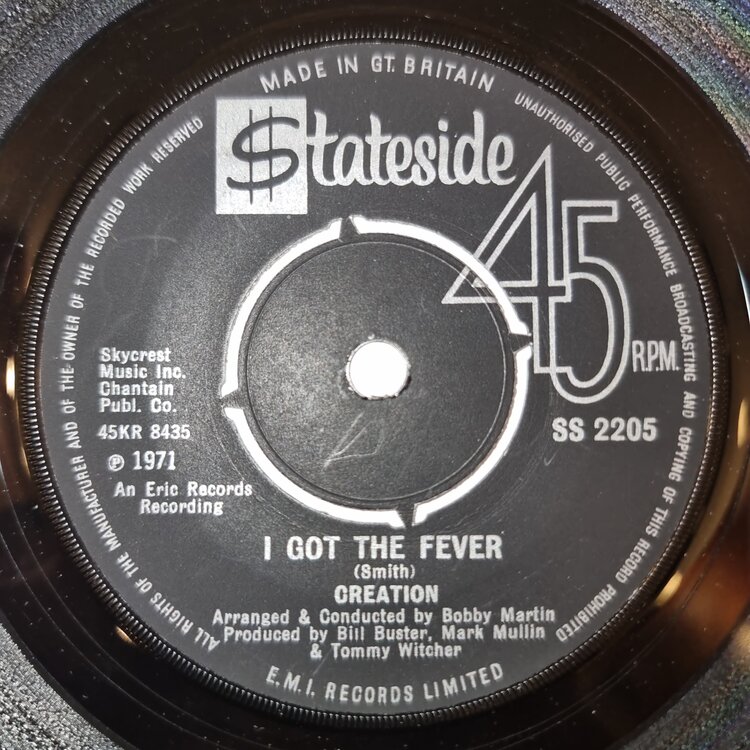 MADE IN GT. BRITAIN
$tateside
45
R.P.M.
SS 2205
Skycrest
Music Inc.
Chantain
Publ. Co.
45KR 8435
℗ 1971
An Eric Records
Recording
I GOT THE FEVER
(Smith)
CREATION
Arranged & Conducted by Bobby Martin
Produced by Bill Buster, Mark Mullin
& Tommy Witcher
E.M.I. RECORDS LIMITED
ALL RIGHTS OF THE MANUFACTURER AND OF THE OWNER OF THE RECORDED WORK RESERVED
UNAUTHORISED PUBLIC PERFORMANCE BROADCASTING AND COPYING OF THIS RECORD PROHIBITED